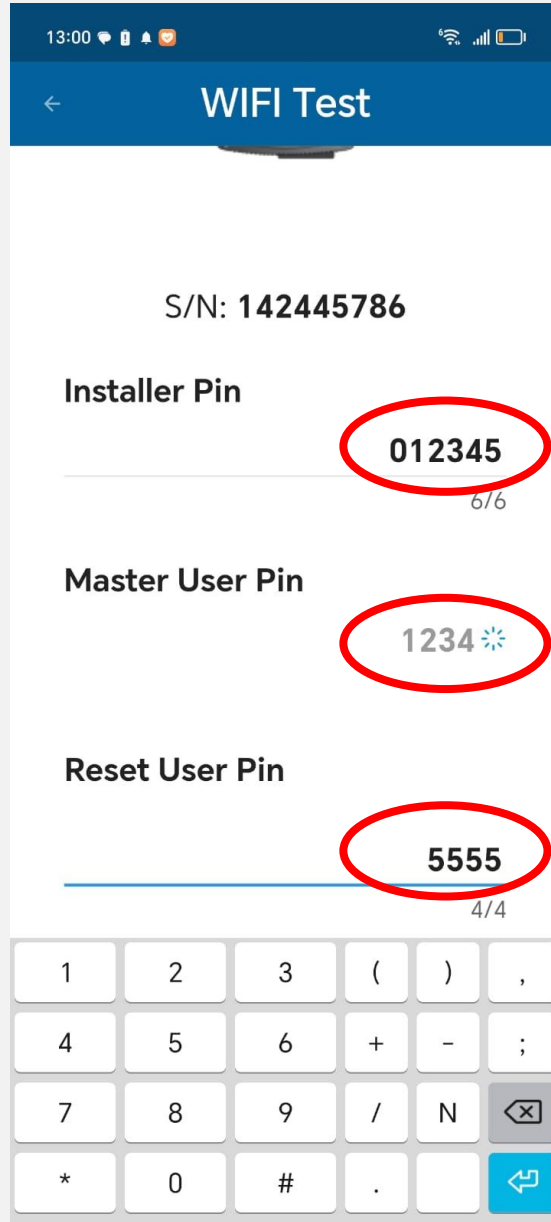 13:00
WIFI Test
S/N: 142445786
Installer Pin
012345
6/6
Master User Pin
1234
Reset User Pin
5555
4/4
1 2 3 ( ) ,
4 5 6 + - ;
7 8 9 / N
* 0 # .